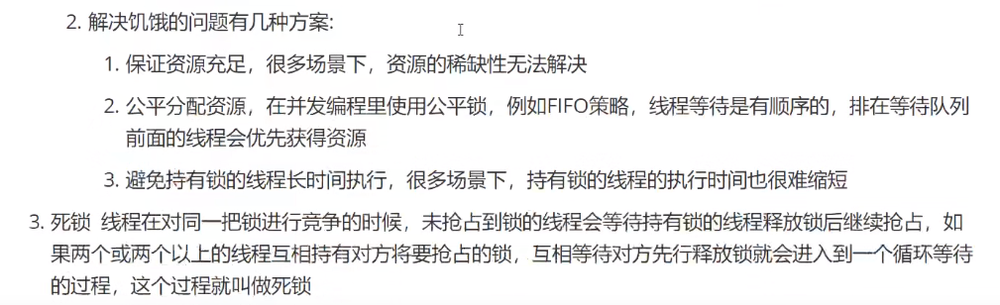 2. 解决饥饿的问题有几种方案:
1. 保证资源充足，很多场景下，资源的稀缺性无法解决
2. 公平分配资源，在并发编程里使用公平锁，例如FIFO策略，线程等待是有顺序的，排在等待队列
前面的线程会优先获得资源
3. 避免持有锁的线程长时间执行，很多场景下，持有锁的线程的执行时间也很难缩短
3. 死锁 线程在对同一把锁进行竞争的时候，未抢占到锁的线程会等待持有锁的线程释放锁后继续抢占，如
果两个或两个以上的线程互相持有对方将要抢占的锁，互相等待对方先行释放锁就会进入到一个循环等待
的过程，这个过程就叫做死锁